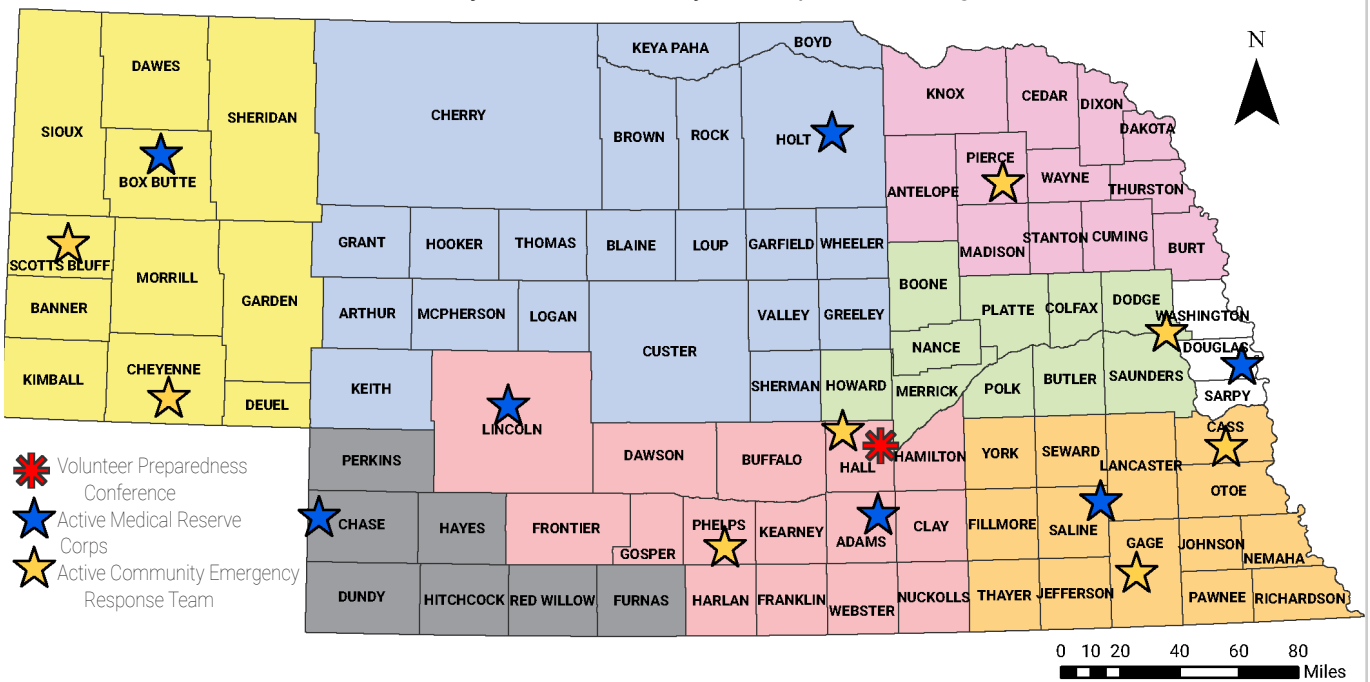 KEYA PAHA
BOYD
DAWES
SIOUX
SHERIDAN
CHERRY
BROWN
ROCK
HOLT
KNOX
CEDAR
DIXON
DAKOTA
BOX BUTTE
PIERCE
ANTELOPE
WAYNE
THURSTON
SCOTTS BLUFF
MORRILL
GRANT
HOOKER
THOMAS
BLAINE
LOUP
GARFIELD
WHEELER
MADISON
STANTON
CUMING
BURT
BANNER
GARDEN
ARTHUR
MCPHERSON
LOGAN
CUSTER
VALLEY
GREELEY
BOONE
PLATTE
COLFAX
DODGE
WASHINGTON
KIMBALL
CHEYENNE
DEUEL
KEITH
LINCOLN
SHERMAN
HOWARD
NANCE
MERRICK
POLK
BUTLER
SAUNDERS
DOUGLAS
SARPY
PERKINS
DAWSON
BUFFALO
HALL
HAMILTON
YORK
SEWARD
LANCASTER
CASS
OTOE
CHASE
HAYES
FRONTIER
GOSPER
PHELPS
KEARNEY
ADAMS
CLAY
FILLMORE
SALINE
GAGE
JOHNSON
NEMAHA
DUNDY
HITCHCOCK
RED WILLOW
FURNAS
HARLAN
FRANKLIN
WEBSTER
NUCKOLLS
THAYER
JEFFERSON
PAWNEE
RICHARDSON
Volunteer Preparedness
Conference
Active Medical Reserve
Corps
Active Community Emergency
Response Team
N
0 10 20 40 60 80
Miles